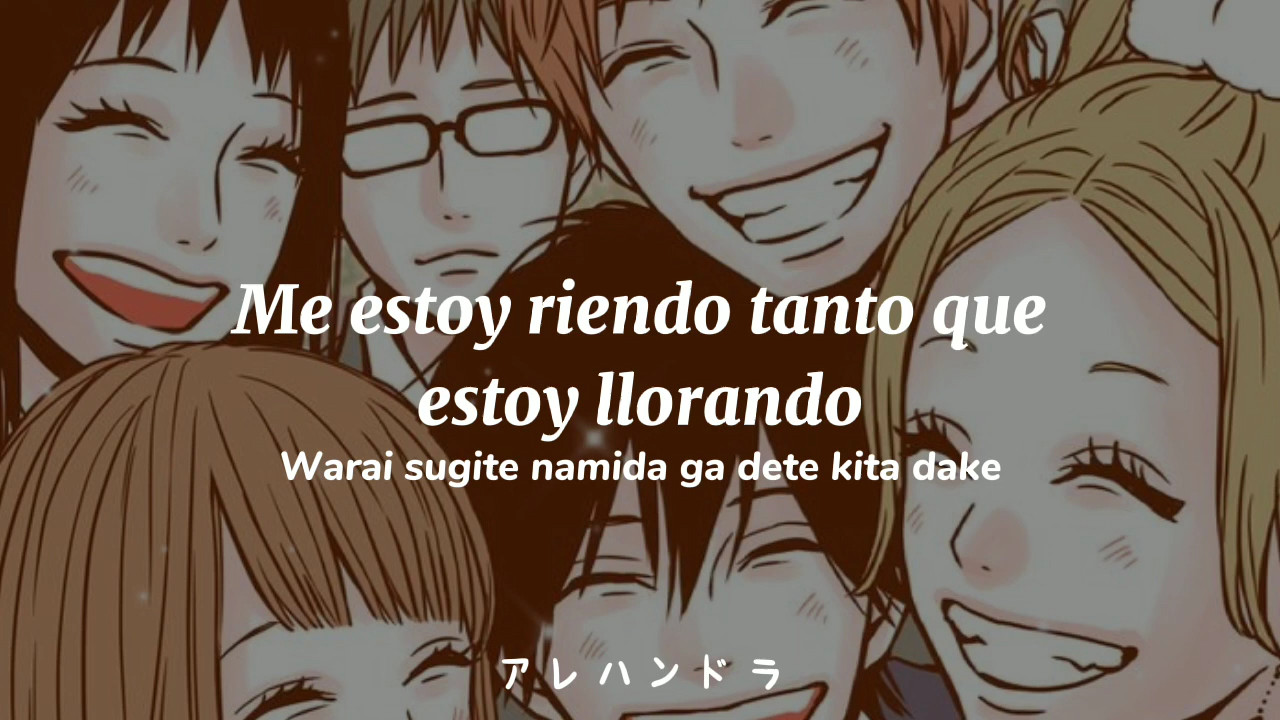 Me estoy riendo tanto que
estoy llorando
Warai sugite namida ga dete kita dake
アレハンドラ